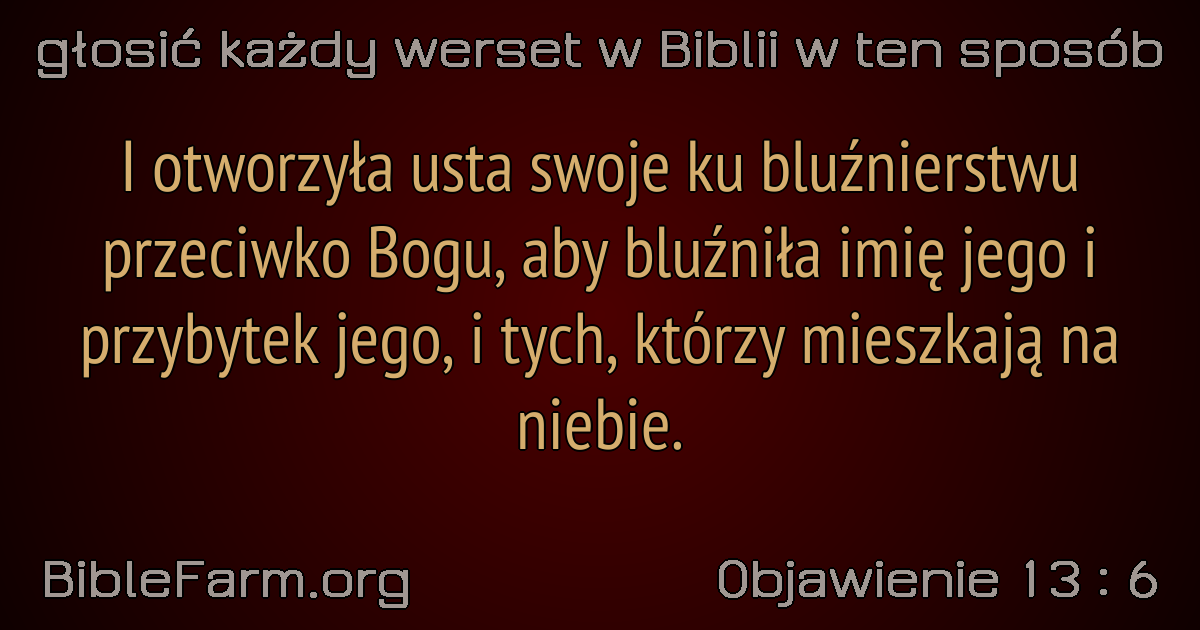 głosić każdy werset w Biblii w ten sposób
I otworzyła usta swoje ku bluźnierstwu
przeciwko Bogu, aby bluźniła imię jego i
przybytek jego, i tych, którzy mieszkają na
niebie.
BibleFarm.org
Objawienie 13 : 6